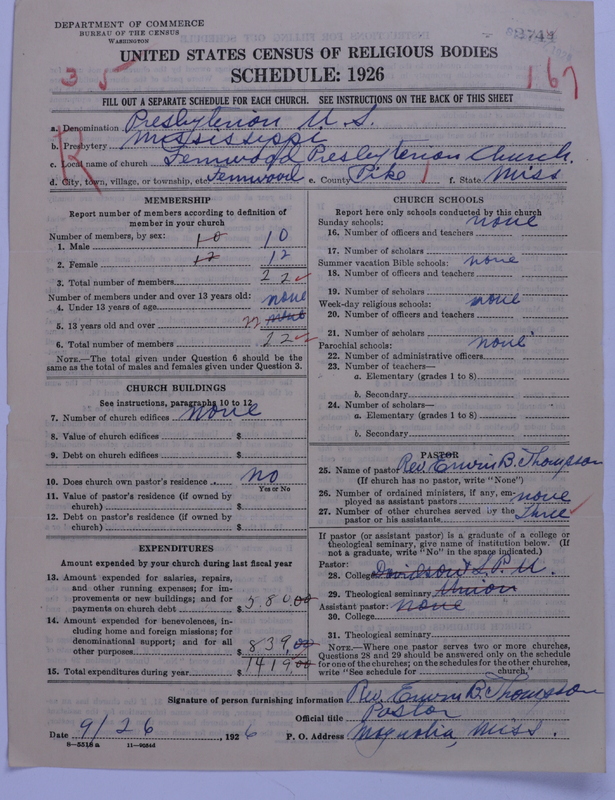 DEPARTMENT OF COMMERCE
BUREAU OF THE CENSUS
WASHINGTON
UNITED STATES CENSUS OF RELIGIOUS BODIES
SCHEDULE: 1926
3 5
167
FILL OUT A SEPARATE SCHEDULE FOR EACH CHURCH. SEE INSTRUCTIONS ON THE BACK OF THIS SHEET
a. Denomination Presbyterian U. S.
b. Presbytery Mississippi
c. Local name of church Fernwood Presbyterian Church.
d. City, town, village, or township, etc. Fernwood e. County Pike f. State Miss
MEMBERSHIP
Report number of members according to definition of
member in your church
Number of members, by sex:
1. Male 10 10
2. Female 12 12
3. Total number of members 22
Number of members under and over 13 years old:
4. Under 13 years of age none
5. 13 years old and over 22 none
6. Total number of members 22
NOTE.—The total given under Question 6 should be the
same as the total of males and females given under Question 3.
CHURCH BUILDINGS
See instructions, paragraphs 10 to 12
7. Number of church edifices none
8. Value of church edifices $
9. Debt on church edifices $
10. Does church own pastor's residence no
Yes or No
11. Value of pastor's residence (if owned by
church) $
12. Debt on pastor's residence (if owned by
church) $
EXPENDITURES
Amount expended by your church during last fiscal year
13. Amount expended for salaries, repairs,
and other running expenses; for im-
provements or new buildings; and for
payments on church debt $ 580.00
14. Amount expended for benevolences, in-
cluding home and foreign missions; for
denominational support; and for all
other purposes $ 839.00
15. Total expenditures during year $ 1419.00
CHURCH SCHOOLS
Report here only schools conducted by this church
Sunday schools: none
16. Number of officers and teachers
17. Number of scholars
Summer vacation Bible schools: none
18. Number of officers and teachers
19. Number of scholars
Week-day religious schools: none
20. Number of officers and teachers
21. Number of scholars
Parochial schools: none
22. Number of administrative officers
23. Number of teachers—
a. Elementary (grades 1 to 8)
b. Secondary
24. Number of scholars—
a. Elementary (grades 1 to 8)
b. Secondary
PASTOR
25. Name of pastor Rev. Erwin B. Thompson
(If church has no pastor, write "None")
26. Number of ordained ministers, if any, em-
ployed as assistant pastors none
27. Number of other churches served by the
pastor or his assistants Three
If pastor (or assistant pastor) is a graduate of a college or
theological seminary, give name of institution below. (If
not a graduate, write "No" in the space indicated.)
Pastor:
28. College Davidson & S. P. U.
29. Theological seminary Union
Assistant pastor: none
30. College
31. Theological seminary
NOTE.—Where one pastor serves two or more churches,
Questions 28 and 29 should be answered only on the schedule
for one of the churches; on the schedules for the other churches,
write "See schedule for church."
Signature of person furnishing information Rev. Erwin B. Thompson
Official title Pastor
Date 9/26, 1926 P. O. Address Magnolia, Miss.
8—5518a 11—9084d